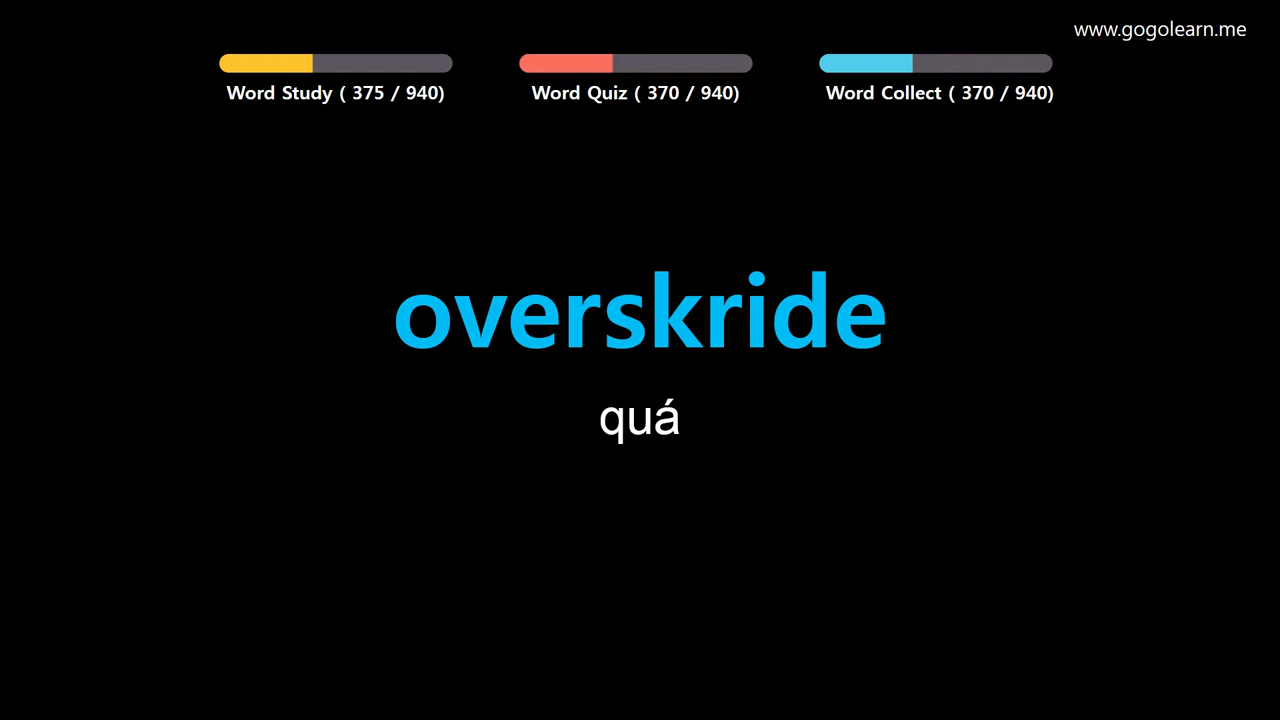 www.gogolearn.me
Word Study ( 375 / 940)
Word Quiz ( 370 / 940)
Word Collect ( 370 / 940)
overskride
quá